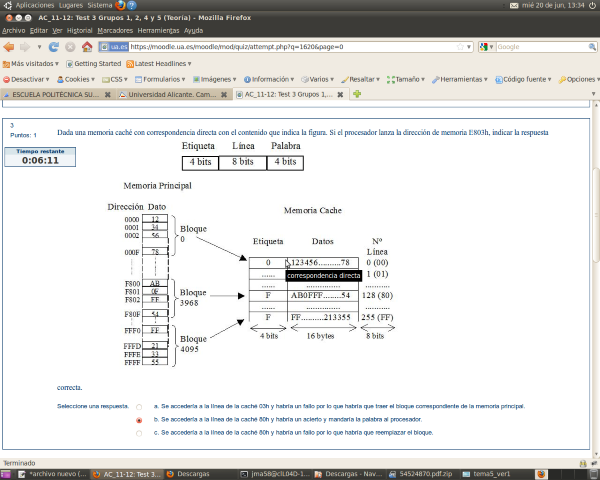 Aplicaciones Lugares Sistema mié 20 de jun, 13:34
AC_11-12: Test 3 Grupos 1, 2, 4 y 5 (Teoría) - Mozilla Firefox
Archivo Editar Ver Historial Marcadores Herramientas Ayuda
ua.es https://moodle.ua.es/moodle/mod/quiz/attempt.php?q=1620&page=0 Google
Más visitados Getting Started Latest Headlines
Desactivar Cookies CSS Formularios Imágenes Información Varios Resaltar Tamaño Herramientas Código fuente Opciones
ESCUELA POLITÉCNICA SU... Universidad Alicante. Cam... AC_11-12: Test 3 Grupos 1,...
3
Puntos: 1
Tiempo restante
0:06:11
Dada una memoria caché con correspondencia directa con el contenido que indica la figura. Si el procesador lanza la dirección de memoria E803h, indicar la respuesta
Etiqueta Línea Palabra
4 bits 8 bits 4 bits
Memoria Principal
Memoria Cache
Dirección Dato
0000 12
0001 34
0002 56
000F 78
Bloque
0
F800 AB
F801 0F
F802 FF
F80F 54
Bloque
3968
FFF0 FF
FFFD 21
FFFE 33
FFFF 55
Bloque
4095
Etiqueta Datos Nº
Línea
0 123456..........78 0 (00)
...... 1 (01)
correspondencia directa
...... ............... ...........
F AB0FFF........54 128 (80)
...... ............... ...........
F FF..........213355 255 (FF)
4 bits 16 bytes 8 bits
correcta.
Seleccione una respuesta.
a. Se accedería a la línea de la caché 03h y habría un fallo por lo que habría que traer el bloque correspondiente de la memoria principal.
b. Se accedería a la línea de la caché 80h y habría un acierto y mandaría la palabra al procesador.
c. Se accedería a la línea de la caché 80h y habría un fallo por lo que habría que reemplazar el bloque.
Terminado
*archivo nuevo (... AC_11-12: Test 3... Descargas jma58@cllL04D-1... Descargas - Nav... 54524870.pdf.zip tema5_ver1